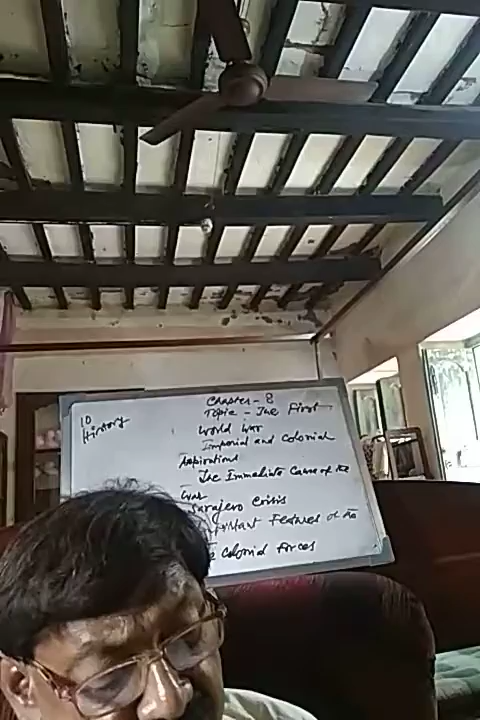 10
History
Chapter - 8
Topic - The First
World War
Imperial and Colonial
Aspirations
The Immediate Cause of the
War
Sarajevo Crisis
Features of
Colonial Forces